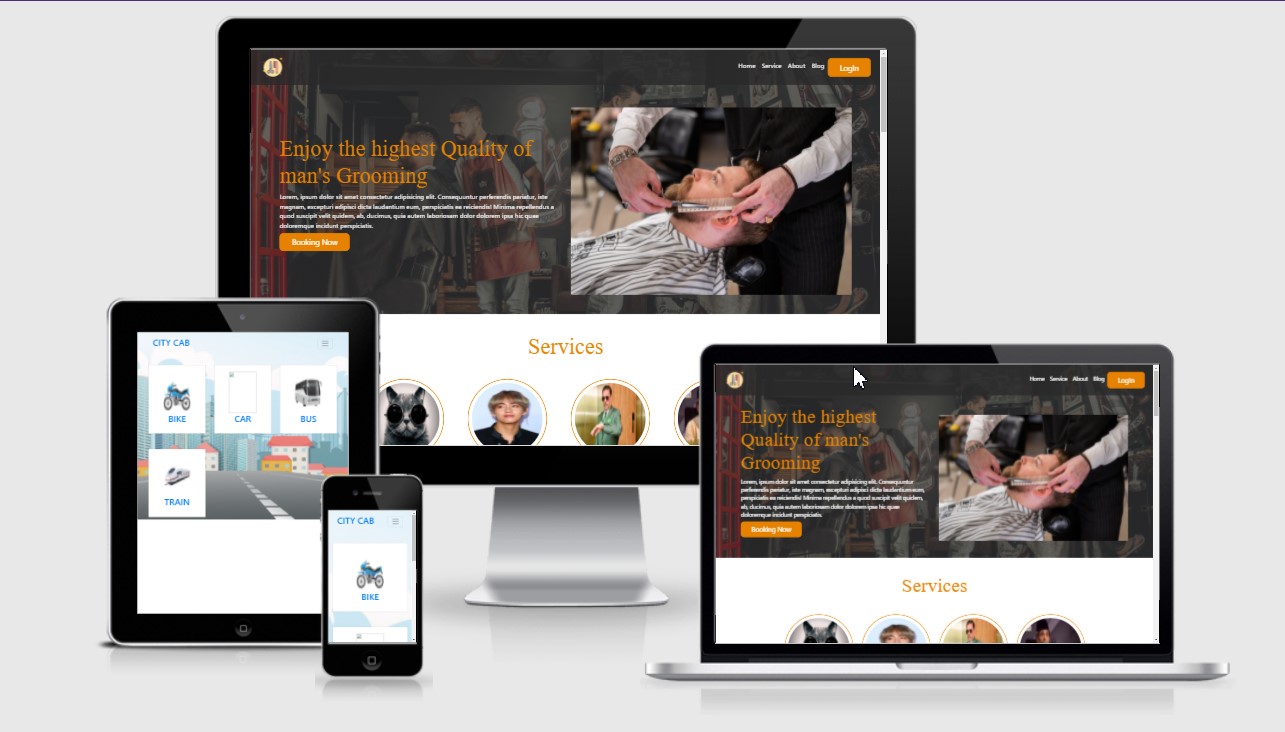 Home Service About Blog LogIn
Enjoy the highest Quality of
man's Grooming
Lorem, ipsum dolor sit amet consectetur adipisicing elit. Consequuntur perferendis pariatur, iste
magnam, excepturi adipisci dicta laudantium eum, perspiciatis ea reiciendis! Minima repellendus a
quod suscipit velit quidem, ab, ducimus, quia autem laboriosam dolor dolorem ipsa hic quae
doloremque incidunt perspiciatis.
Booking Now
Services
CITY CAB
BIKE CAR BUS
TRAIN
CITY CAB
BIKE
Home Service About Blog LogIn
Enjoy the highest
Quality of man's
Grooming
Lorem, ipsum dolor sit amet consectetur adipisicing elit. Consequuntur
perferendis pariatur, iste magnam, excepturi adipisci dicta laudantium eum,
perspiciatis ea reiciendis! Minima repellendus a quod suscipit velit quidem,
ab, ducimus, quia autem laboriosam dolor dolorem ipsa hic quae
doloremque incidunt perspiciatis.
Booking Now
Services